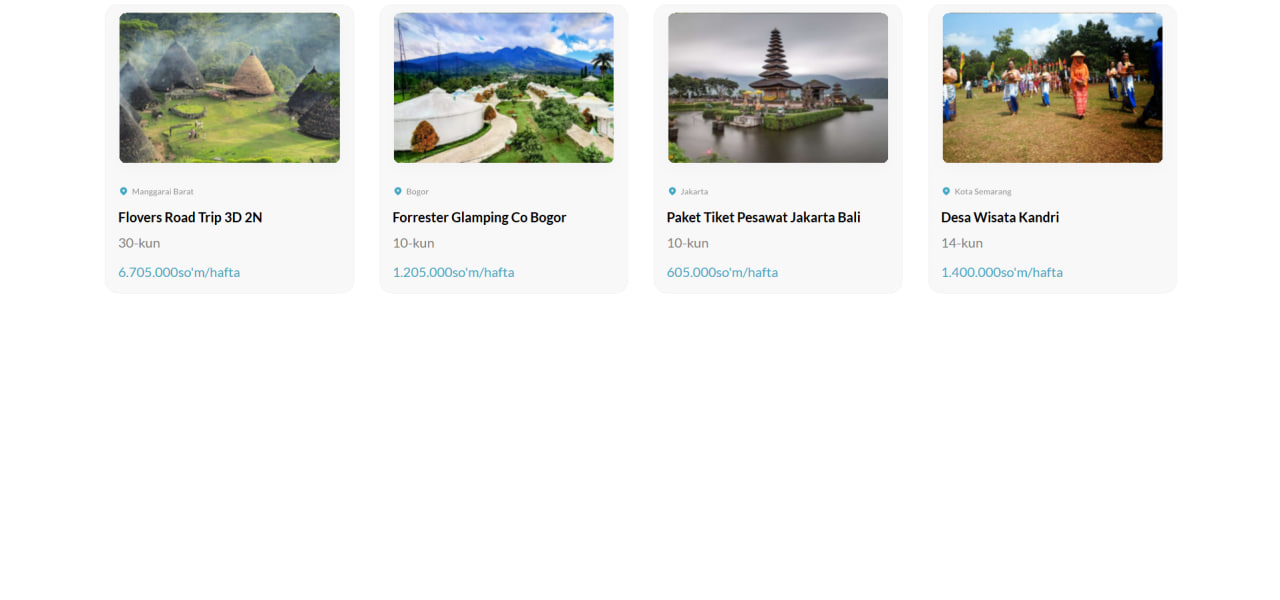 Manggarai Barat
Flovers Road Trip 3D 2N
30-kun
6.705.000so'm/hafta
Bogor
Forrester Glamping Co Bogor
10-kun
1.205.000so'm/hafta
Jakarta
Paket Tiket Pesawat Jakarta Bali
10-kun
605.000so'm/hafta
Kota Semarang
Desa Wisata Kandri
14-kun
1.400.000so'm/hafta